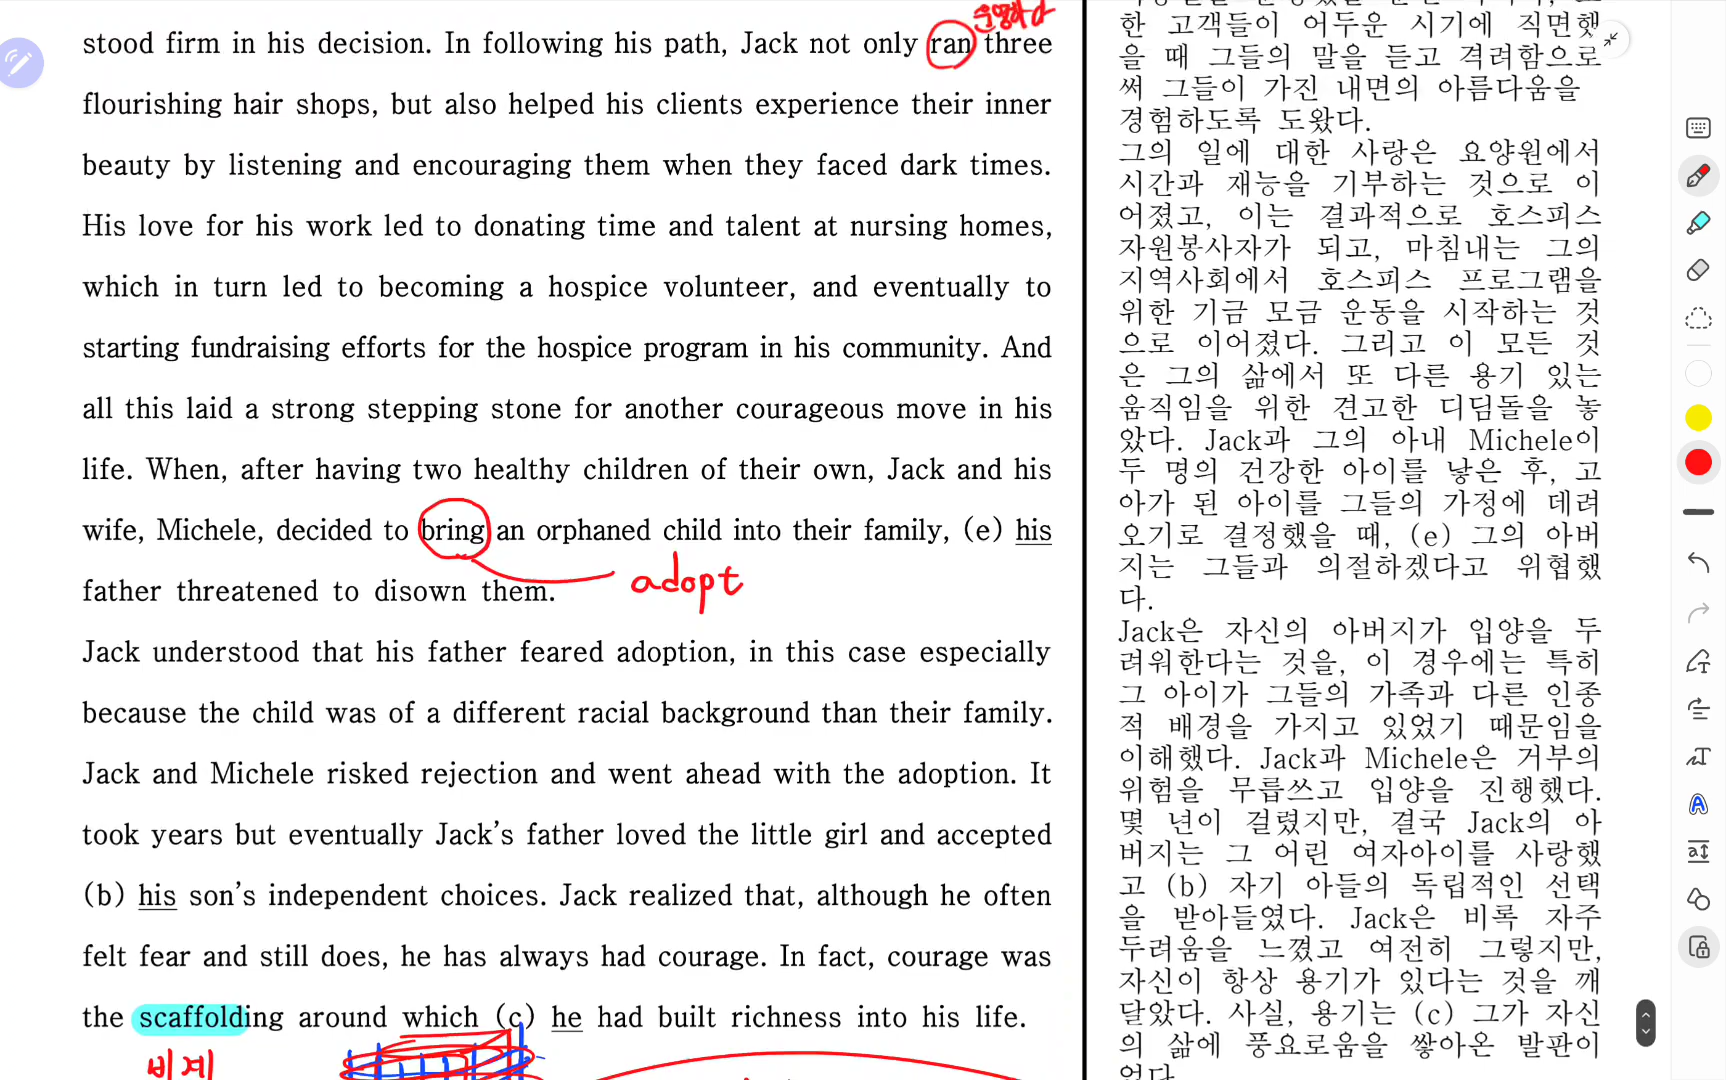 운영하다
stood firm in his decision. In following his path, Jack not only ran three
flourishing hair shops, but also helped his clients experience their inner
beauty by listening and encouraging them when they faced dark times.
His love for his work led to donating time and talent at nursing homes,
which in turn led to becoming a hospice volunteer, and eventually to
starting fundraising efforts for the hospice program in his community. And
all this laid a strong stepping stone for another courageous move in his
life. When, after having two healthy children of their own, Jack and his
wife, Michele, decided to bring an orphaned child into their family, (e) his
adopt
father threatened to disown them.
Jack understood that his father feared adoption, in this case especially
because the child was of a different racial background than their family.
Jack and Michele risked rejection and went ahead with the adoption. It
took years but eventually Jack's father loved the little girl and accepted
(b) his son's independent choices. Jack realized that, although he often
felt fear and still does, he has always had courage. In fact, courage was
the scaffolding around which (c) he had built richness into his life.
비계
한 고객들이 어두운 시기에 직면했
을 때 그들의 말을 듣고 격려함으로
써 그들이 가진 내면의 아름다움을
경험하도록 도왔다.
그의 일에 대한 사랑은 요양원에서
시간과 재능을 기부하는 것으로 이
어졌고, 이는 결과적으로 호스피스
자원봉사자가 되고, 마침내는 그의
지역사회에서 호스피스 프로그램을
위한 기금 모금 운동을 시작하는 것
으로 이어졌다. 그리고 이 모든 것
은 그의 삶에서 또 다른 용기 있는
움직임을 위한 견고한 디딤돌을 놓
았다. Jack과 그의 아내 Michele이
두 명의 건강한 아이를 낳은 후, 고
아가 된 아이를 그들의 가정에 데려
오기로 결정했을 때, (e) 그의 아버
지는 그들과 의절하겠다고 위협했
다.
Jack은 자신의 아버지가 입양을 두
려워한다는 것을, 이 경우에는 특히
그 아이가 그들의 가족과 다른 인종
적 배경을 가지고 있었기 때문임을
이해했다. Jack과 Michele은 거부의
위험을 무릅쓰고 입양을 진행했다.
몇 년이 걸렸지만, 결국 Jack의 아
버지는 그 어린 여자아이를 사랑했
고 (b) 자기 아들의 독립적인 선택
을 받아들였다. Jack은 비록 자주
두려움을 느꼈고 여전히 그렇지만,
자신이 항상 용기가 있다는 것을 깨
달았다. 사실, 용기는 (c) 그가 자신
의 삶에 풍요로움을 쌓아온 발판이
었다.